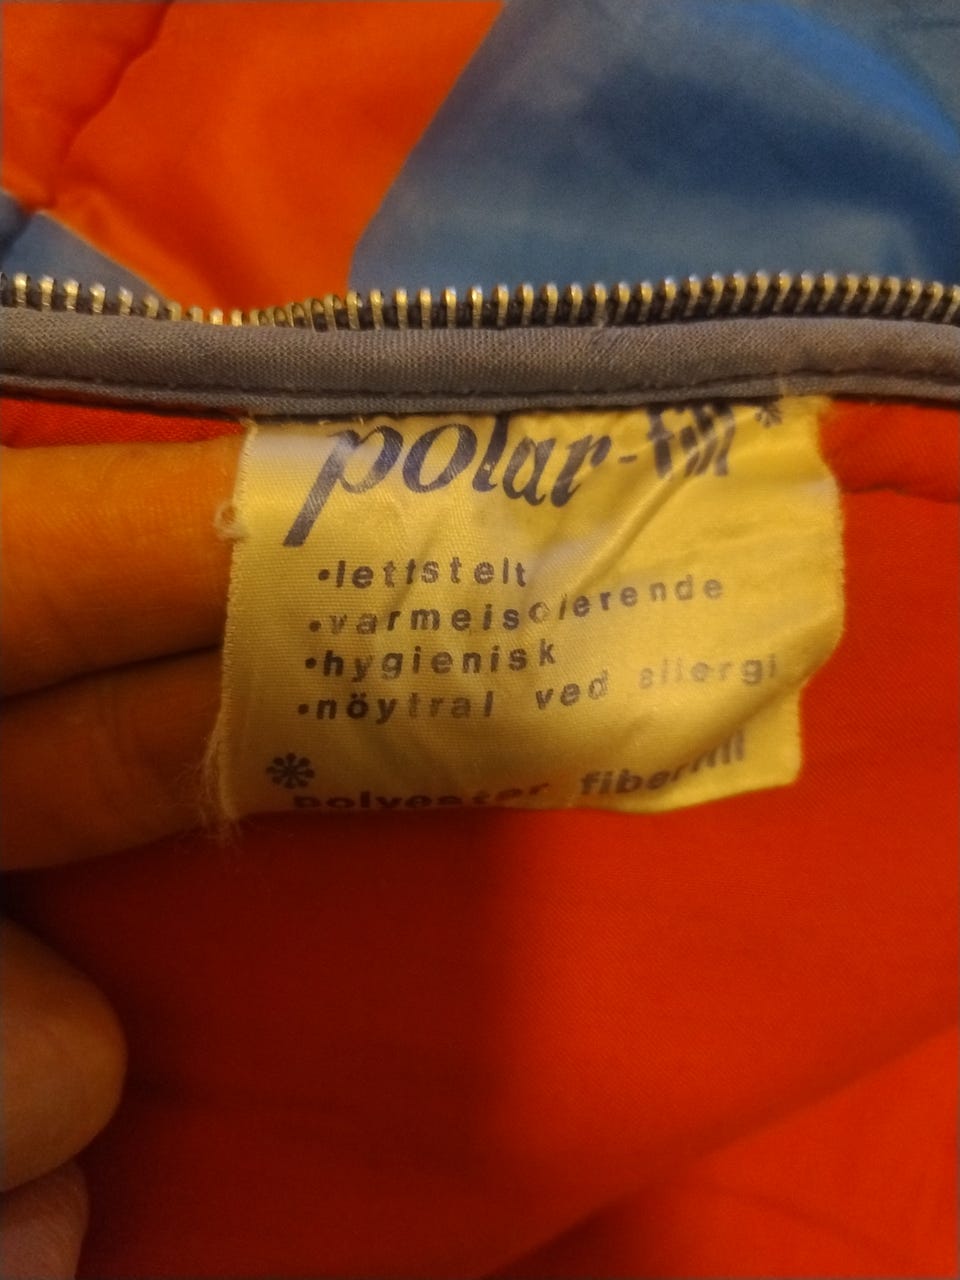 polar-fill*
•lettstelt
•varmeisolerende
•hygienisk
•nöytral ved allergi
* polyester fiberfill